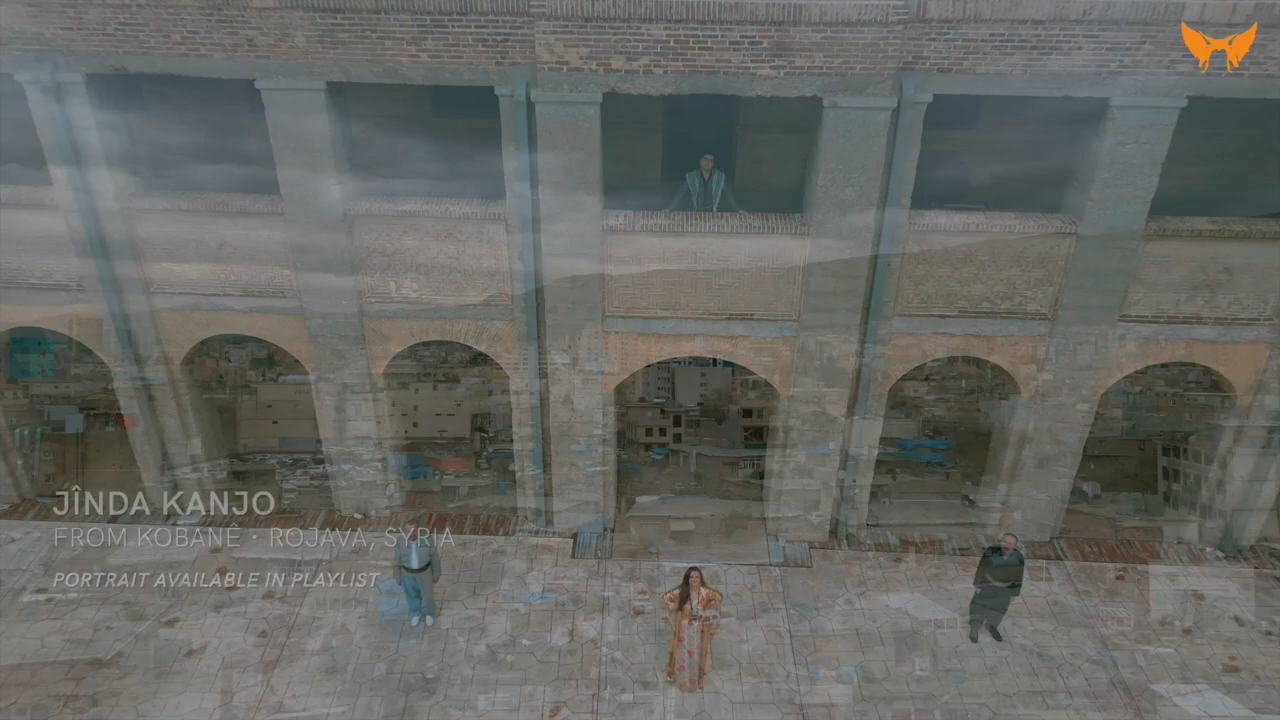 JÎNDA KANJO
FROM KOBANÊ · ROJAVA, SYRIA
PORTRAIT AVAILABLE IN PLAYLIST